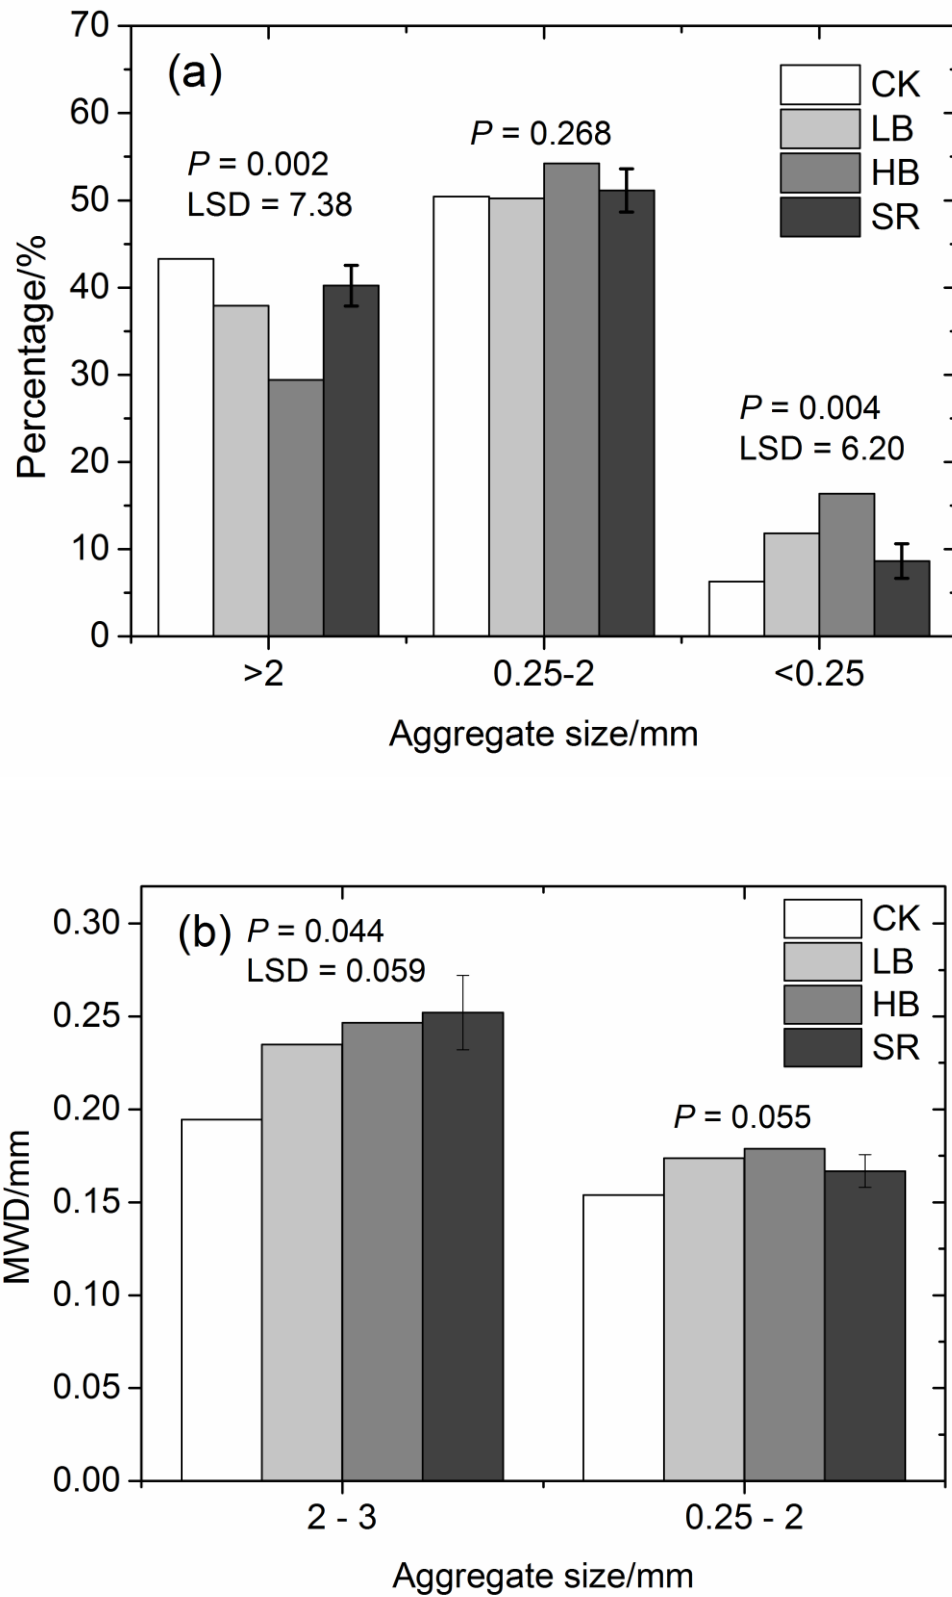 70
(a)
CK
60
LB
P = 0.268
HB
P = 0.002
50
LSD = 7.38
SR
40
Percentage/%
30
P = 0.004
20
LSD = 6.20
10
0
>2
0.25-2
<0.25
Aggregate size/mm
0.30
(b)
P = 0.044
CK
LSD = 0.059
LB
0.25
HB
SR
0.20
P = 0.055
MWD/mm
0.15
0.10
0.05
0.00
2 - 3
0.25 - 2
Aggregate size/mm